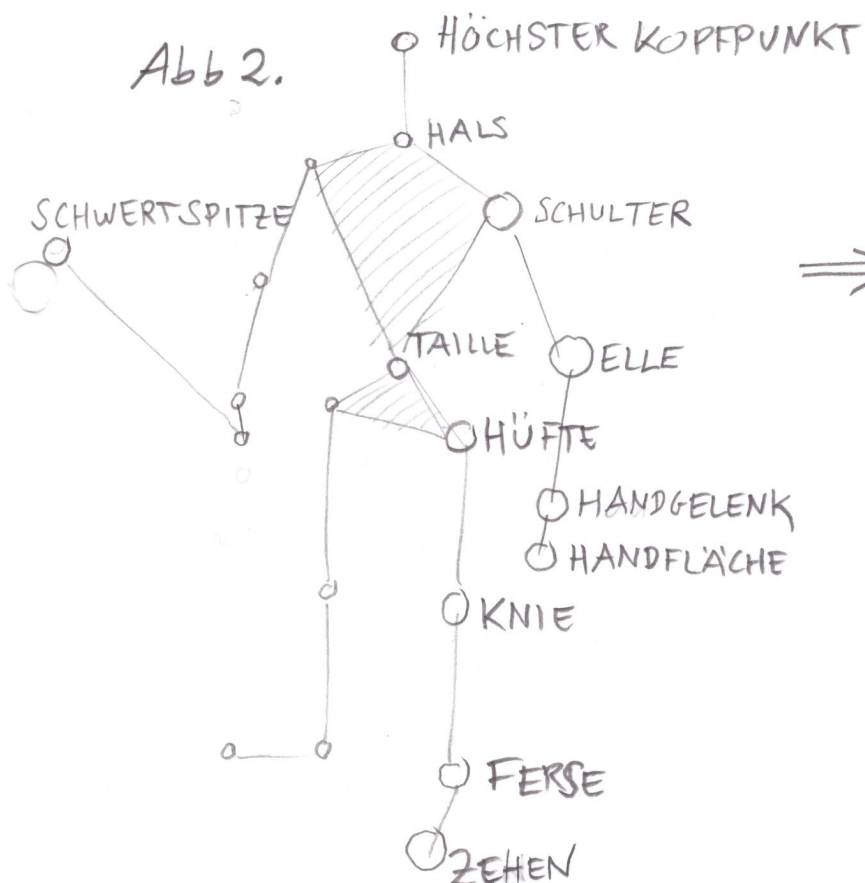 Abb 2.
HÖCHSTER KOPFPUNKT
HALS
SCHWERTSPITZE
SCHULTER
TAILLE
ELLE
HÜFTE
HANDGELENK
HANDFLÄCHE
KNIE
FERSE
ZEHEN